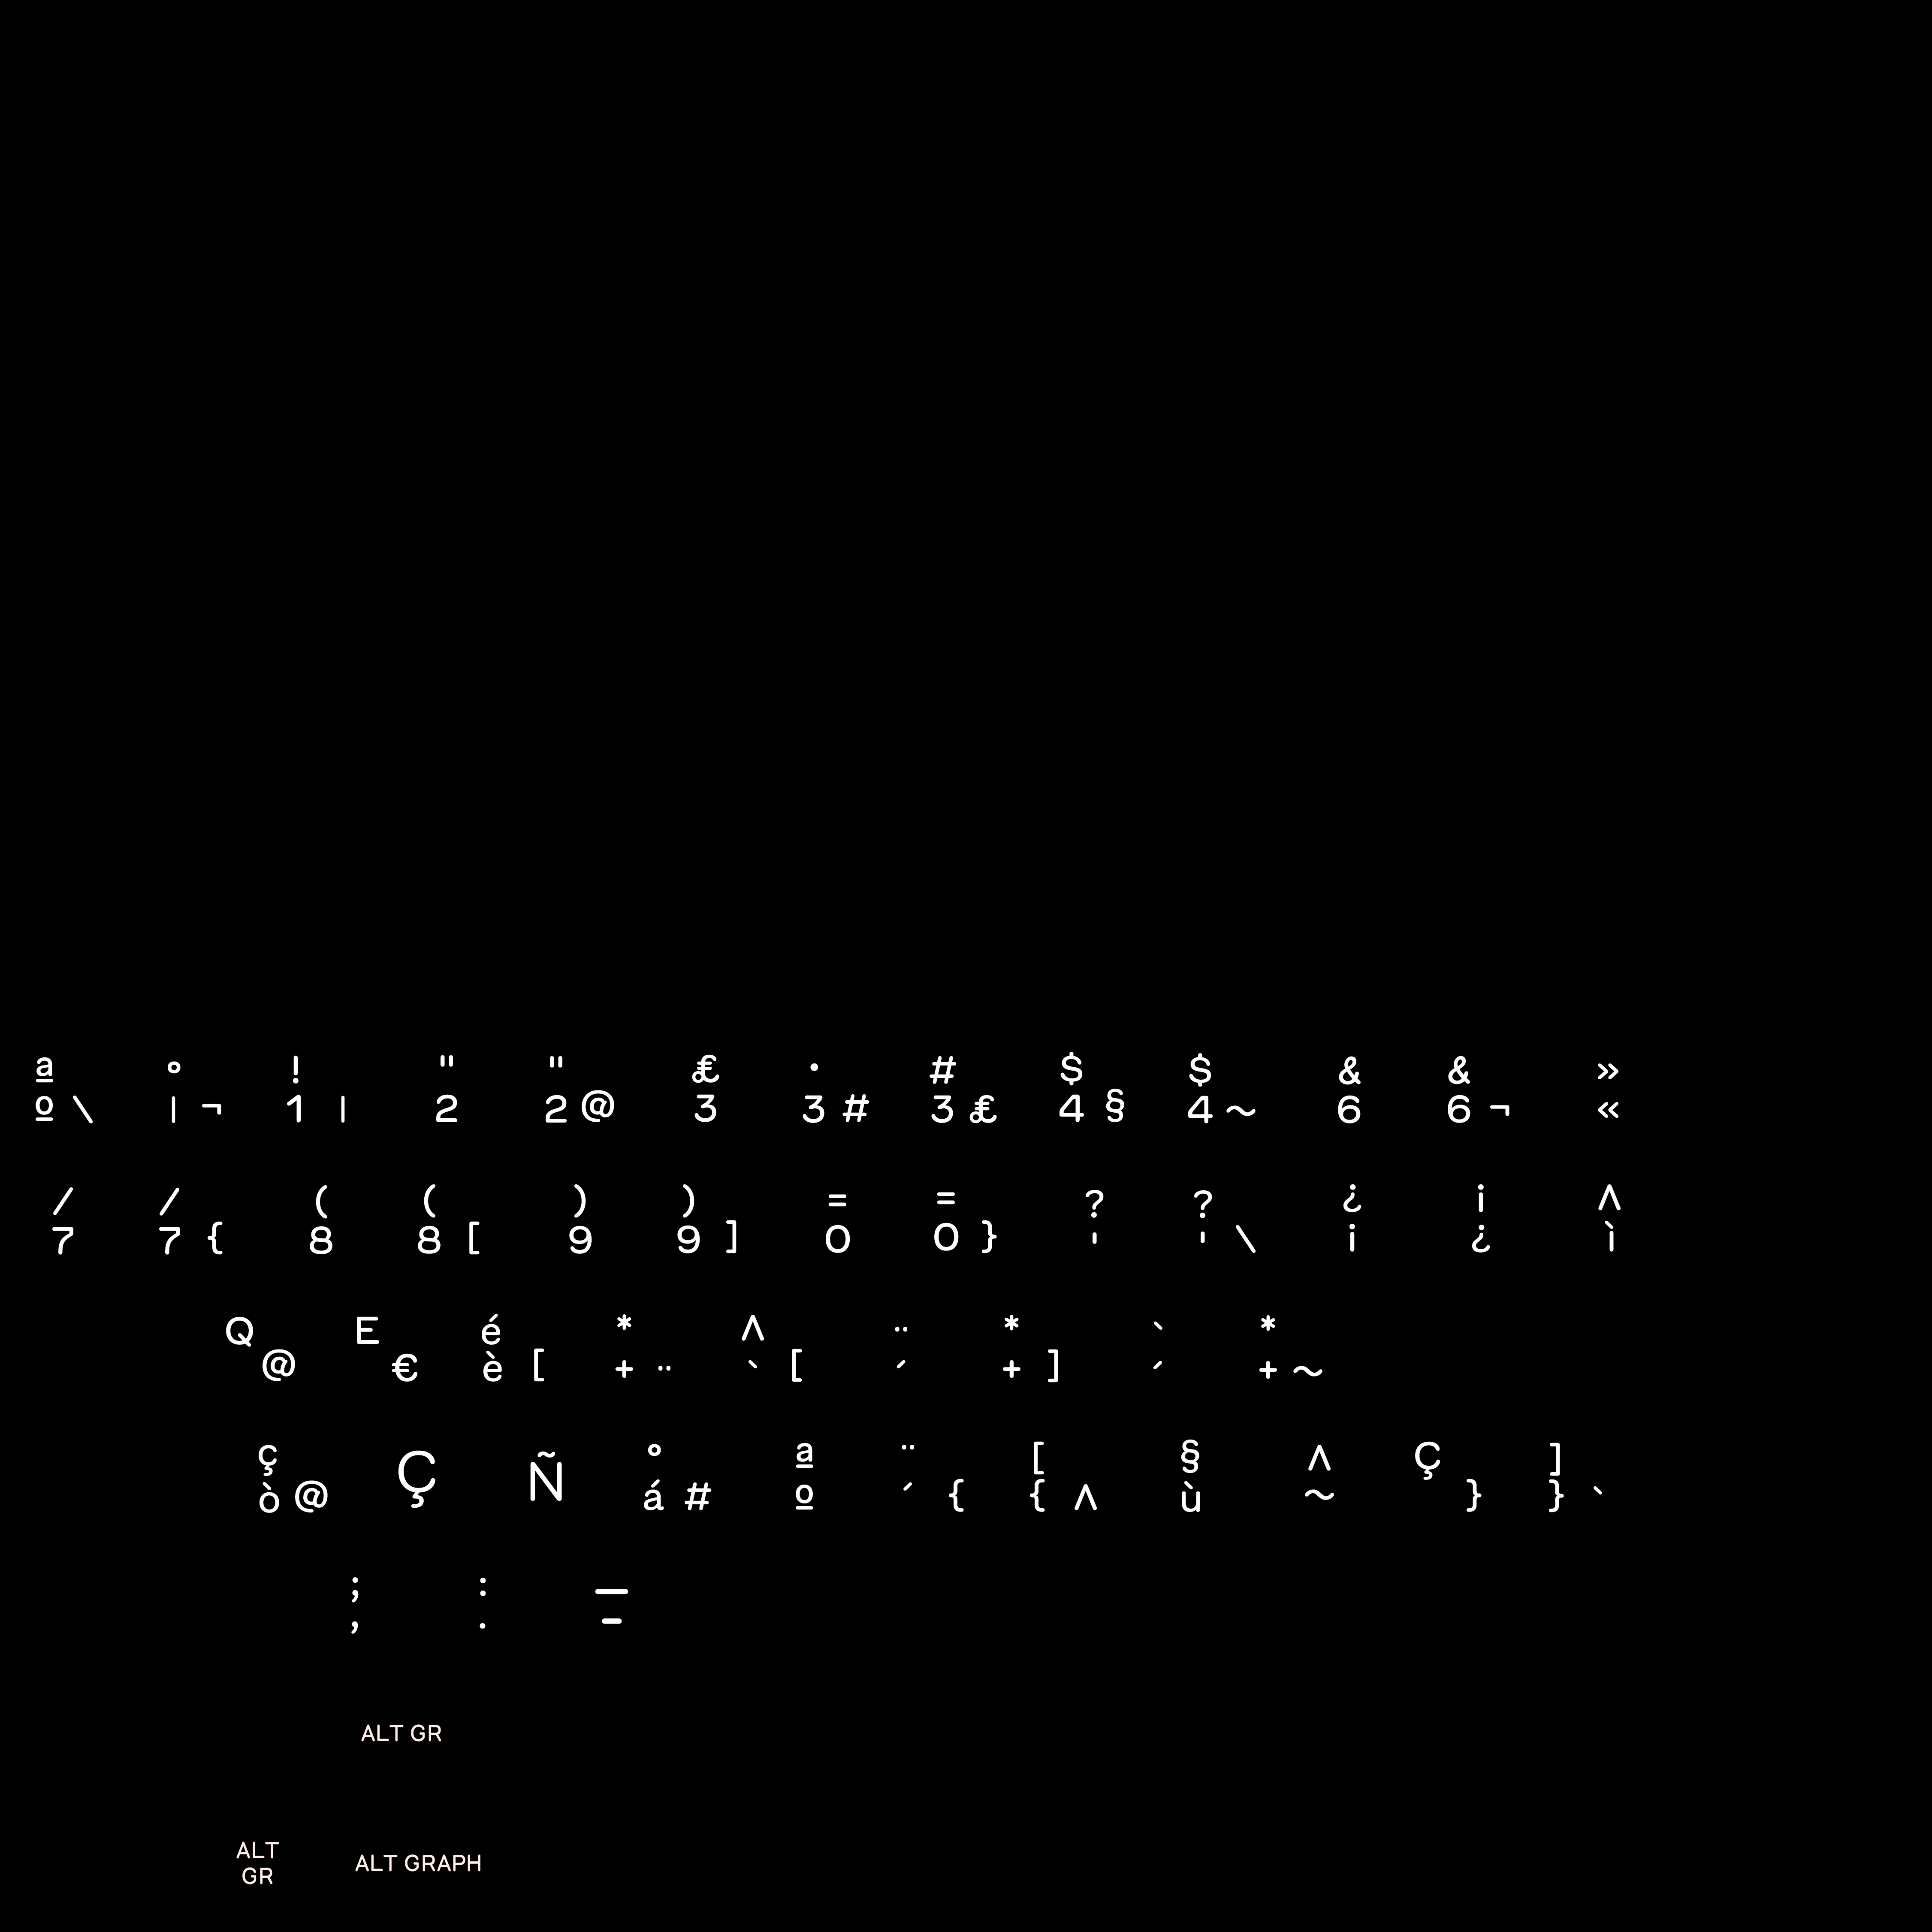 ª ° ! " " ₤ · # $ $ & & »
º \ | ¬ 1 | 2 2 @ 3 3 # 3 ₤ 4 § 4 ~ 6 6 ¬ «
/ / ( ( ) ) = = ? ? ¿ ¡ ^
7 7 { 8 8 [ 9 9 ] 0 0 } ' ' \ ¡ ¿ ì
Q E é * ^ ¨ * ` *
@ € è [ + ¨ ` [ ´ + ] ´ + ~
ç Ç Ñ ° ª ¨ [ § ^ Ç ]
ò @ á # º ´ { { ^ ù ~ } } `
; : _
, . -
ALT GR
ALT
GR
ALT GRAPH